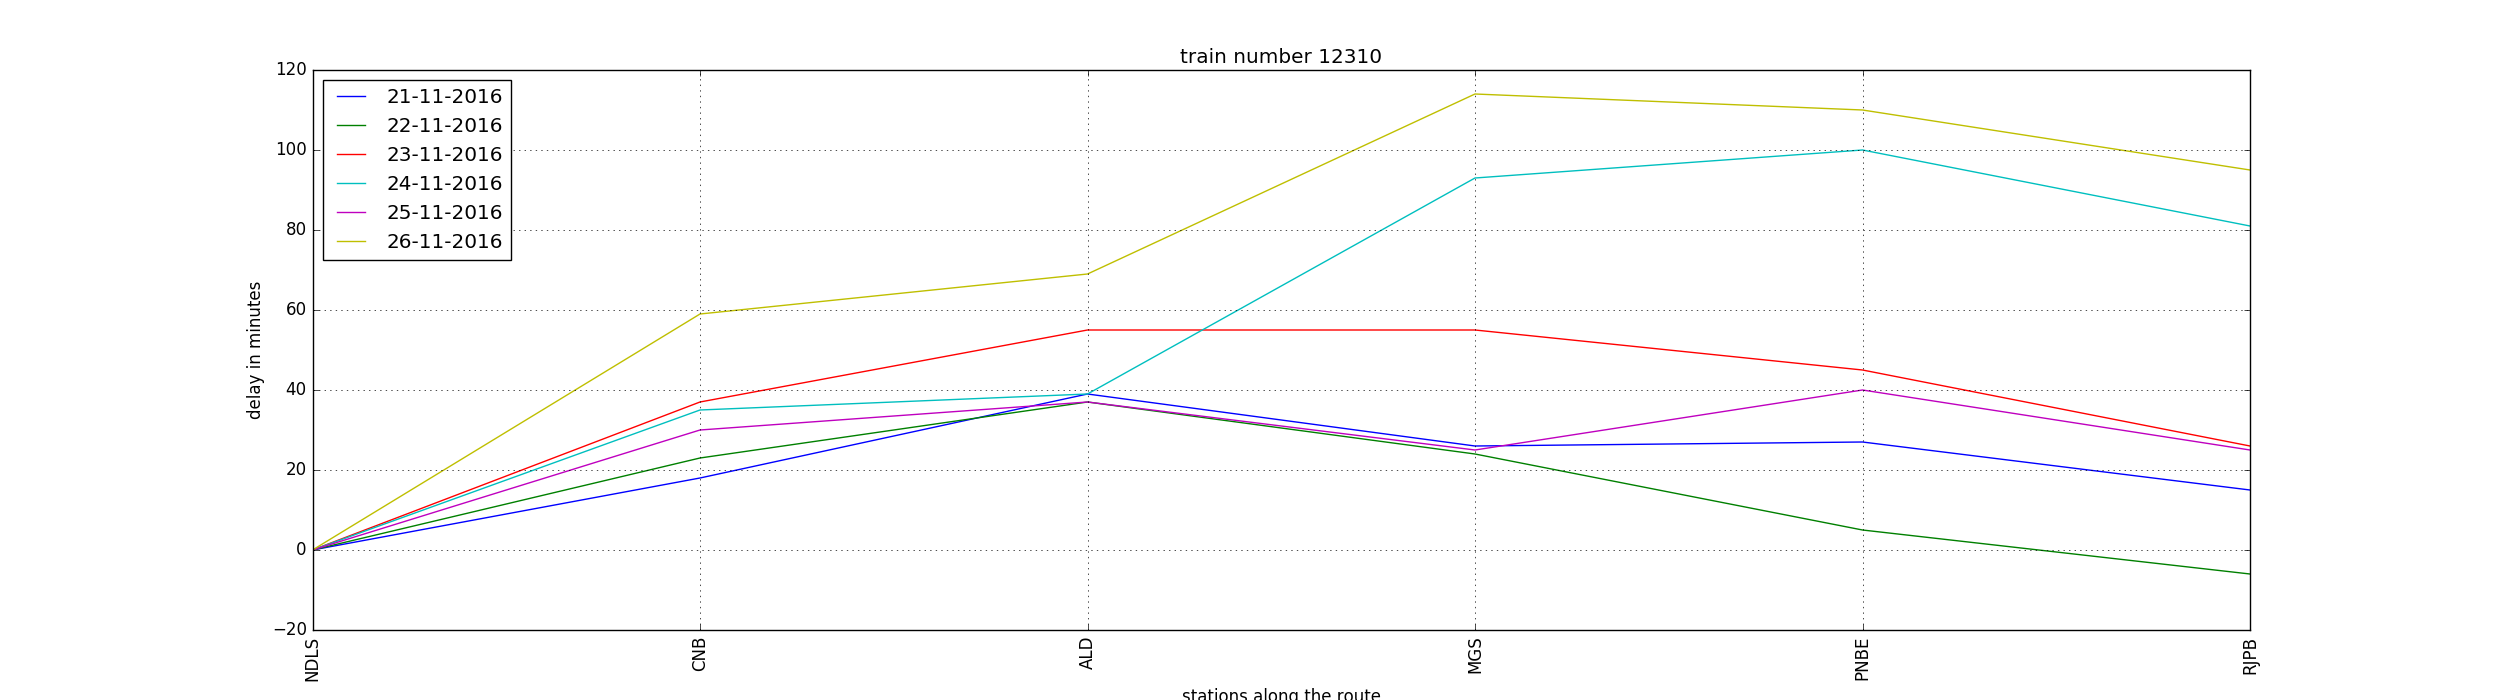 train number 12310
120
100
80
60
40
20
0
−20
delay in minutes
21-11-2016
22-11-2016
23-11-2016
24-11-2016
25-11-2016
26-11-2016
NDLS
CNB
ALD
MGS
PNBE
RJPB
stations along the route